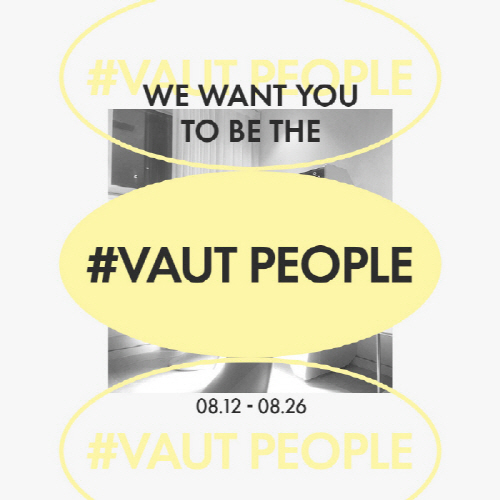 #VAUT PEOPLE
WE WANT YOU
TO BE THE
#VAUT PEOPLE
08.12 - 08.26
#VAUT PEOPLE